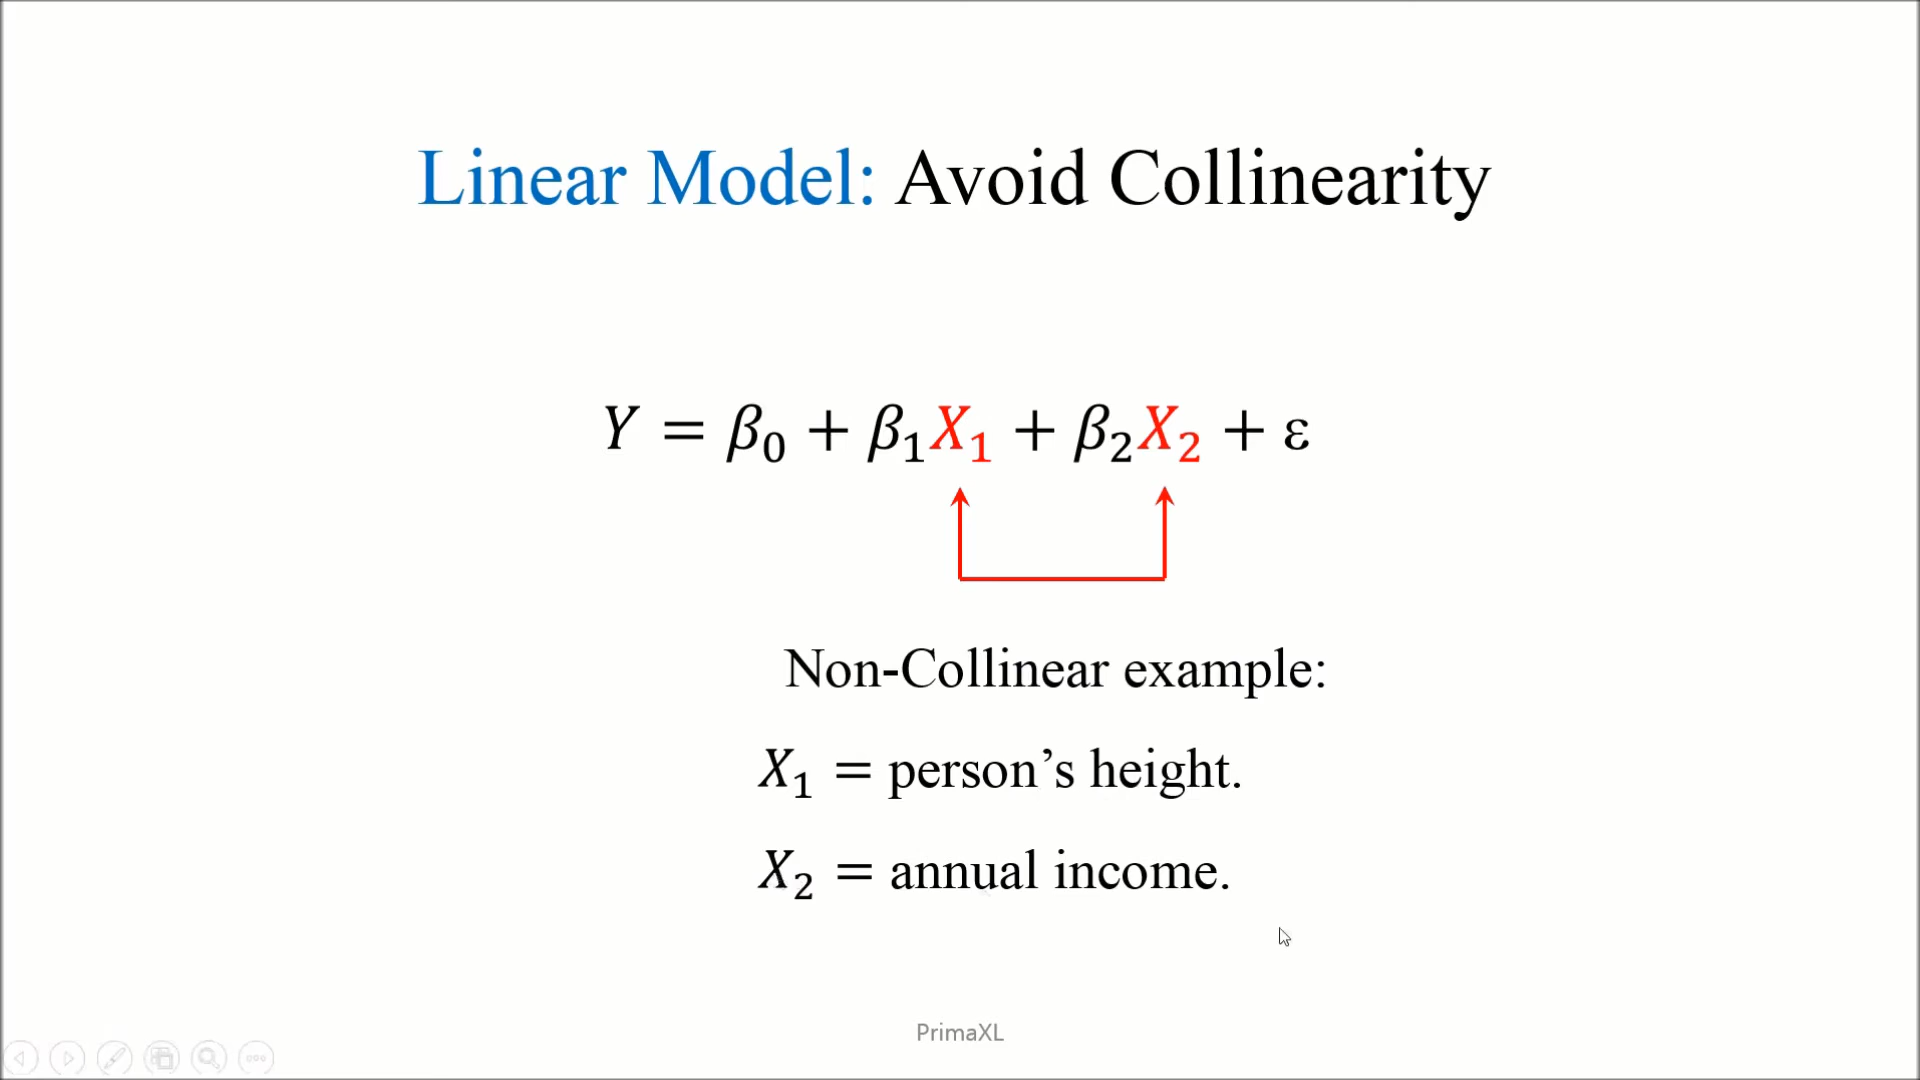 Linear Model: Avoid Collinearity
Y = β₀ + β₁X₁ + β₂X₂ + ε
Non-Collinear example:
X₁ = person’s height.
X₂ = annual income.
PrimaXL